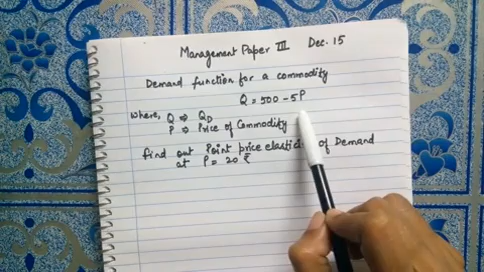 Management Paper III Dec. 15
Demand function for a commodity
Q = 500 - 5P
Where, Q ⇒ QD
P ⇒ Price of Commodity
Find out Point price elasticity of Demand
at P = 20 ₹